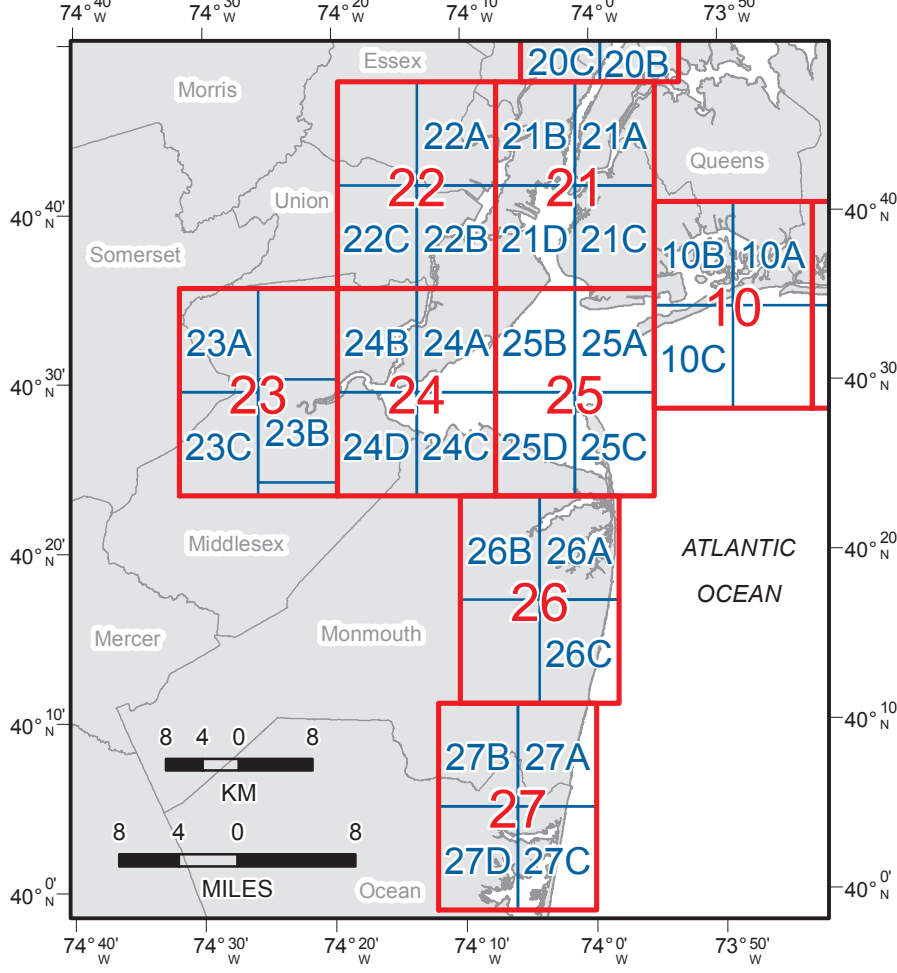 74° 40' W 74° 30' W 74° 20' W 74° 10' W 74° 0' W 73° 50' W
Essex 20C 20B
Morris
22A 21B 21A
Queens
22 21
Union
40° 40' N 40° 40' N
22C 22B 21D 21C
Somerset 10B 10A
10
23A 24B 24A 25B 25A
10C
40° 30' N 40° 30' N
23 24 25
23C 23B 24D 24C 25D 25C
Middlesex
40° 20' N 40° 20' N
26B 26A ATLANTIC
OCEAN
26
Mercer Monmouth
26C
40° 10' N 40° 10' N
8 4 0 8
KM
27B 27A
27
8 4 0 8
MILES
27D 27C
Ocean
40° 0' N 40° 0' N
74° 40' W 74° 30' W 74° 20' W 74° 10' W 74° 0' W 73° 50' W